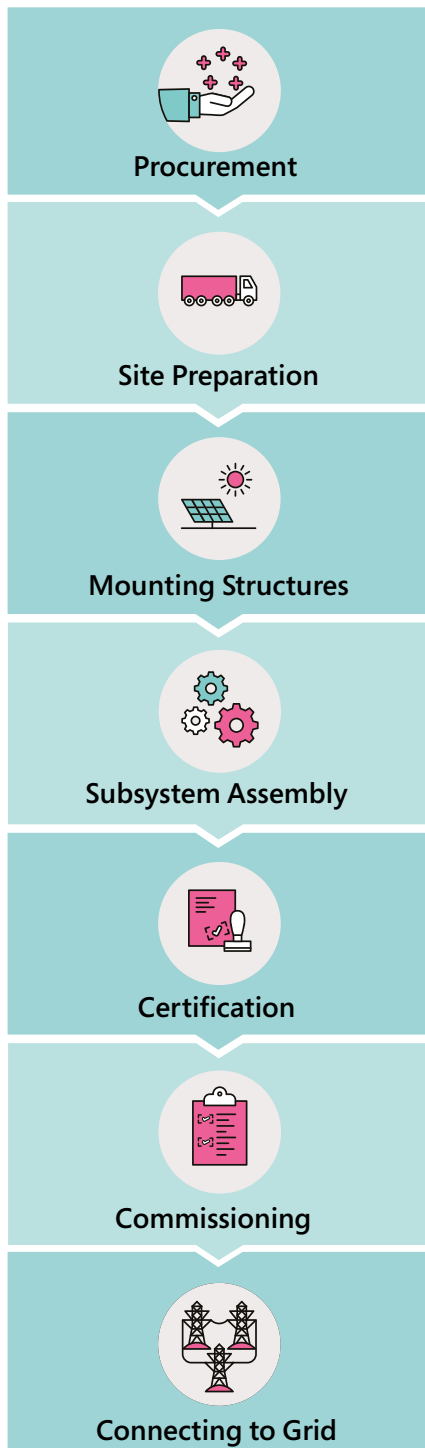 Procurement
Site Preparation
Mounting Structures
Subsystem Assembly
Certification
Commissioning
Connecting to Grid